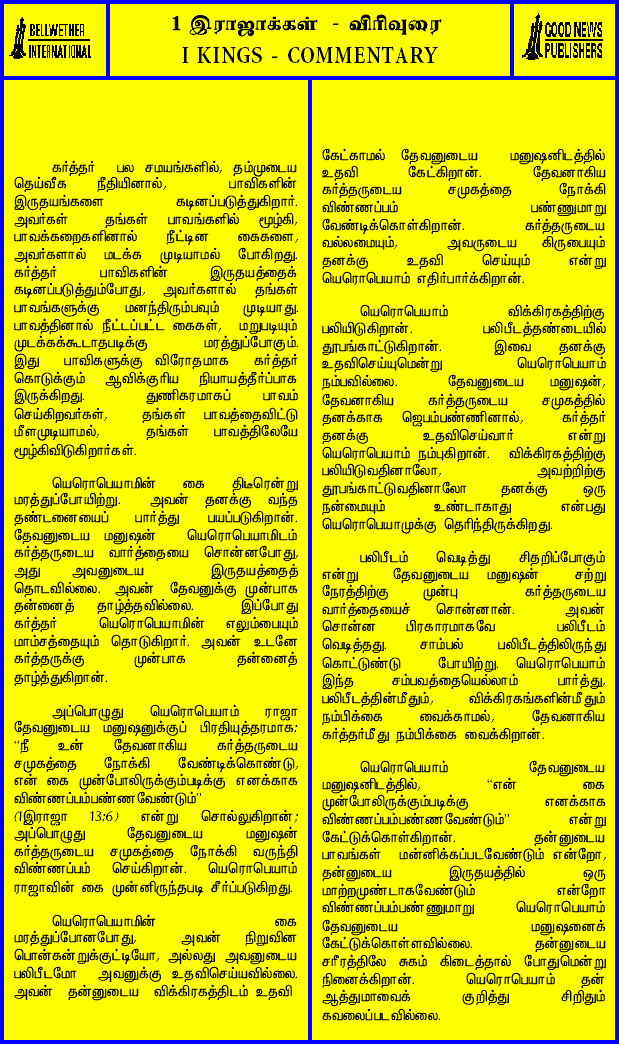 BELLWETHER
INTERNATIONAL
1 இராஜாக்கள் - விரிவுரை
I KINGS - COMMENTARY
GOOD NEWS
PUBLISHERS
கர்த்தர் பல சமயங்களில், தம்முடைய
தெய்வீக நீதியினால், பாவிகளின்
இருதயங்களை கடினப்படுத்துகிறார்.
அவர்கள் தங்கள் பாவங்களில் மூழ்கி,
பாவக்கறைகளினால் நீட்டின கைகளை,
அவர்களால் மடக்க முடியாமல் போகிறது.
கர்த்தர் பாவிகளின் இருதயத்தைக்
கடினப்படுத்தும்போது, அவர்களால் தங்கள்
பாவங்களுக்கு மனந்திரும்பவும் முடியாது.
பாவத்தினால் நீட்டப்பட்ட கைகள், மறுபடியும்
முடக்கக்கூடாதபடிக்கு மரத்துப்போகும்.
இது பாவிகளுக்கு விரோதமாக கர்த்தர்
கொடுக்கும் ஆவிக்குரிய நியாயத்தீர்ப்பாக
இருக்கிறது. துணிகரமாகப் பாவம்
செய்கிறவர்கள், தங்கள் பாவத்தைவிட்டு
மீளமுடியாமல், தங்கள் பாவத்திலேயே
மூழ்கிவிடுகிறார்கள்.
யெரொபெயாமின் கை திடீரென்று
மரத்துப்போயிற்று. அவன் தனக்கு வந்த
தண்டனையைப் பார்த்து பயப்படுகிறான்.
தேவனுடைய மனுஷன் யெரொபெயாமிடம்
கர்த்தருடைய வார்த்தையை சொன்னபோது,
அது அவனுடைய இருதயத்தைத்
தொடவில்லை. அவன் தேவனுக்கு முன்பாக
தன்னைத் தாழ்த்தவில்லை. இப்போது
கர்த்தர் யெரொபெயாமின் எலும்பையும்
மாம்சத்தையும் தொடுகிறார். அவன் உடனே
கர்த்தருக்கு முன்பாக தன்னைத்
தாழ்த்துகிறான்.
அப்பொழுது யெரொபெயாம் ராஜா
தேவனுடைய மனுஷனுக்குப் பிரதியுத்தரமாக:
“நீ உன் தேவனாகிய கர்த்தருடைய
சமுகத்தை நோக்கி வேண்டிக்கொண்டு,
என் கை முன்போலிருக்கும்படிக்கு எனக்காக
விண்ணப்பம்பண்ணவேண்டும்”
(1இராஜா 13:6) என்று சொல்லுகிறான்;
அப்பொழுது தேவனுடைய மனுஷன்
கர்த்தருடைய சமுகத்தை நோக்கி வருந்தி
விண்ணப்பம் செய்கிறான். யெரொபெயாம்
ராஜாவின் கை முன்னிருந்தபடி சீர்ப்படுகிறது.
யெரொபெயாமின் கை
மரத்துப்போனபோது, அவன் நிறுவின
பொன்கன்றுக்குட்டியோ, அல்லது அவனுடைய
பலிபீடமோ அவனுக்கு உதவிசெய்யவில்லை.
அவன் தன்னுடைய விக்கிரகத்திடம் உதவி
கேட்காமல் தேவனுடைய மனுஷனிடத்தில்
உதவி கேட்கிறான். தேவனாகிய
கர்த்தருடைய சமுகத்தை நோக்கி
விண்ணப்பம் பண்ணுமாறு
வேண்டிக்கொள்கிறான். கர்த்தருடைய
வல்லமையும், அவருடைய கிருபையும்
தனக்கு உதவி செய்யும் என்று
யெரொபெயாம் எதிர்பார்க்கிறான்.
யெரொபெயாம் விக்கிரகத்திற்கு
பலியிடுகிறான். பலிபீடத்தண்டையில்
தூபங்காட்டுகிறான். இவை தனக்கு
உதவிசெய்யுமென்று யெரொபெயாம்
நம்பவில்லை. தேவனுடைய மனுஷன்,
தேவனாகிய கர்த்தருடைய சமுகத்தில்
தனக்காக ஜெபம்பண்ணினால், கர்த்தர்
தனக்கு உதவிசெய்வார் என்று
யெரொபெயாம் நம்புகிறான். விக்கிரகத்திற்கு
பலியிடுவதினாலோ, அவற்றிற்கு
தூபங்காட்டுவதினாலோ தனக்கு ஒரு
நன்மையும் உண்டாகாது என்பது
யெரொபெயாமுக்கு தெரிந்திருக்கிறது.
பலிபீடம் வெடித்து சிதறிப்போகும்
என்று தேவனுடைய மனுஷன் சற்று
நேரத்திற்கு முன்பு கர்த்தருடைய
வார்த்தையைச் சொன்னான். அவன்
சொன்ன பிரகாரமாகவே பலிபீடம்
வெடித்தது. சாம்பல் பலிபீடத்திலிருந்து
கொட்டுண்டு போயிற்று. யெரொபெயாம்
இந்த சம்பவத்தையெல்லாம் பார்த்து,
பலிபீடத்தின்மீதும், விக்கிரகங்களின்மீதும்
நம்பிக்கை வைக்காமல், தேவனாகிய
கர்த்தர்மீது நம்பிக்கை வைக்கிறான்.
யெரொபெயாம் தேவனுடைய
மனுஷனிடத்தில், “என் கை
முன்போலிருக்கும்படிக்கு எனக்காக
விண்ணப்பம்பண்ணவேண்டும்” என்று
கேட்டுக்கொள்கிறான். தன்னுடைய
பாவங்கள் மன்னிக்கப்படவேண்டும் என்றோ,
தன்னுடைய இருதயத்தில் ஒரு
மாற்றமுண்டாகவேண்டும் என்றோ
விண்ணப்பம்பண்ணுமாறு யெரொபெயாம்
தேவனுடைய மனுஷனைக்
கேட்டுக்கொள்ளவில்லை. தன்னுடைய
சரீரத்திலே சுகம் கிடைத்தால் போதுமென்று
நினைக்கிறான். யெரொபெயாம் தன்
ஆத்துமாவைக் குறித்து சிறிதும்
கவலைப்படவில்லை.